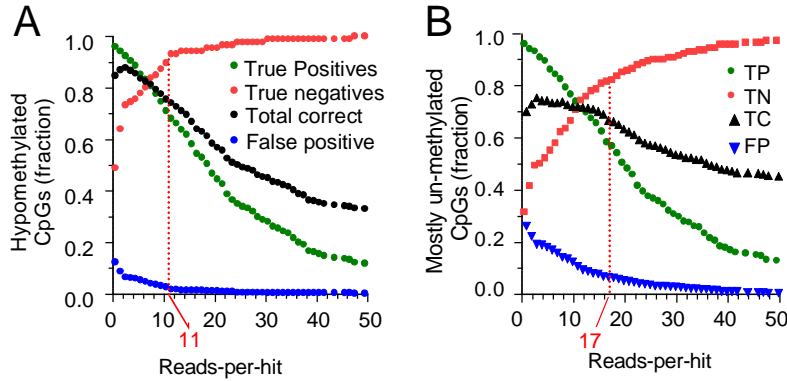 A
Hypomethylated
CpGs (fraction)
1.0
0.8
0.6
0.4
0.2
0.0
True Positives
True negatives
Total correct
False positive
0 10 20 30 40 50
11
Reads-per-hit
B
Mostly un-methylated
CpGs (fraction)
1.0
0.8
0.6
0.4
0.2
0.0
TP
TN
TC
FP
0 10 20 30 40 50
17
Reads-per-hit